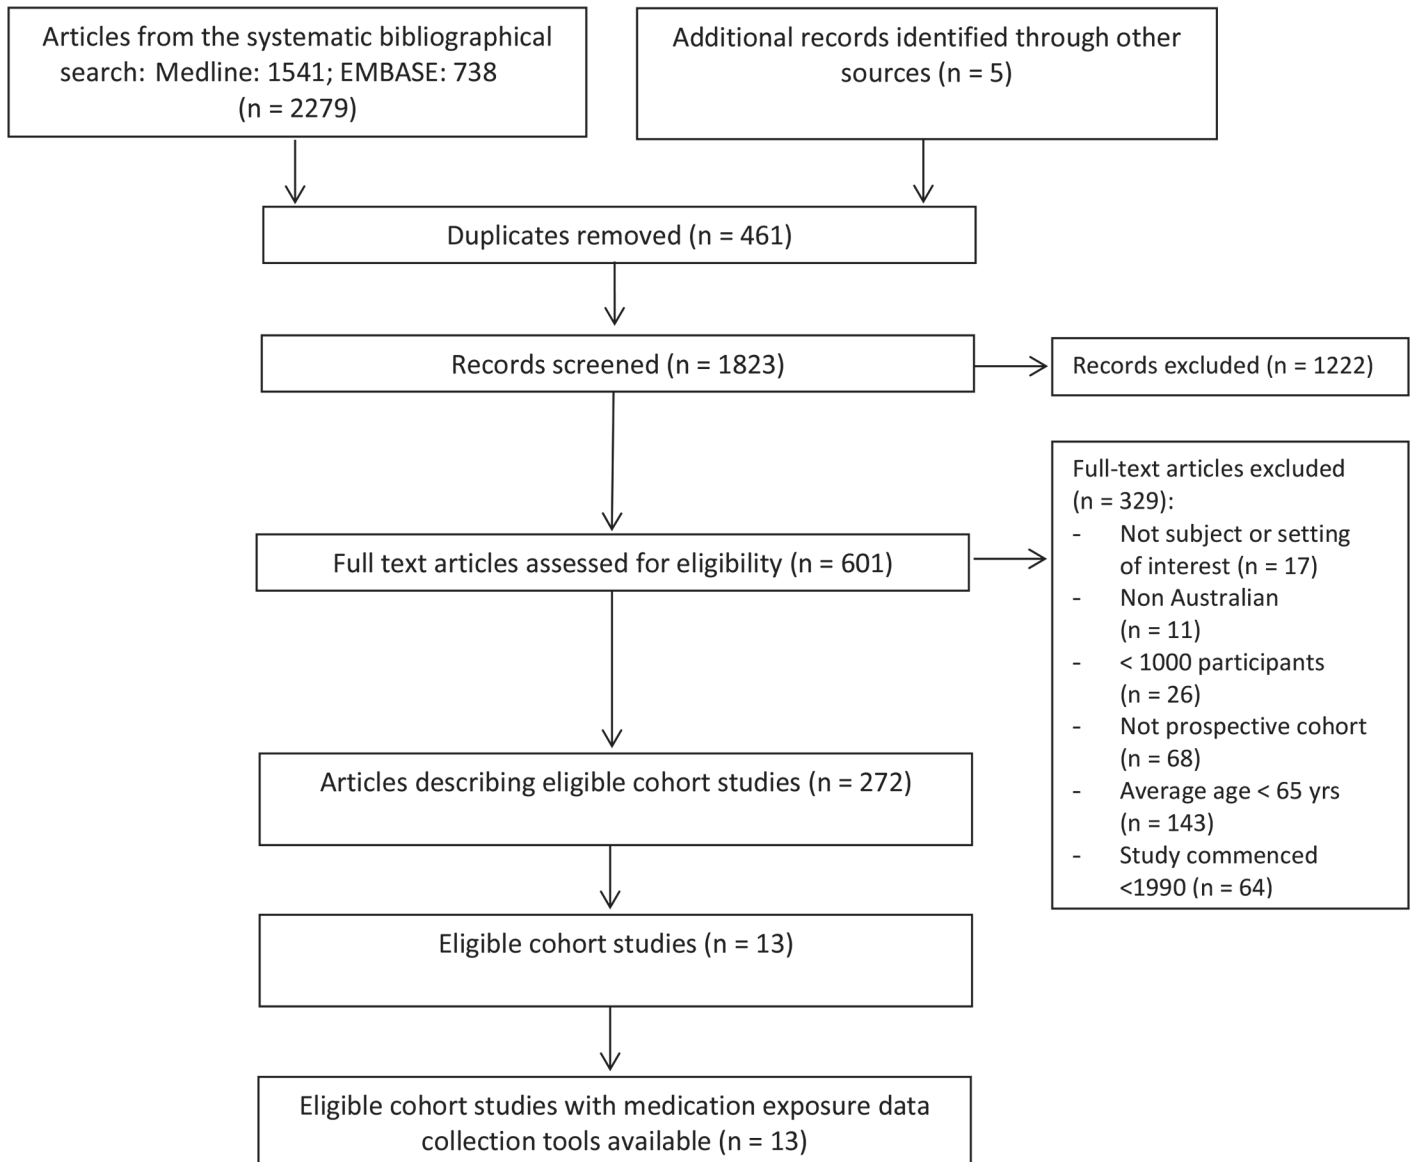 Articles from the systematic bibliographical
search: Medline: 1541; EMBASE: 738
(n = 2279)
Additional records identified through other
sources (n = 5)
Duplicates removed (n = 461)
Records screened (n = 1823)
Records excluded (n = 1222)
Full text articles assessed for eligibility (n = 601)
Full-text articles excluded
(n = 329):
- Not subject or setting
of interest (n = 17)
- Non Australian
(n = 11)
- < 1000 participants
(n = 26)
- Not prospective cohort
(n = 68)
- Average age < 65 yrs
(n = 143)
- Study commenced
<1990 (n = 64)
Articles describing eligible cohort studies (n = 272)
Eligible cohort studies (n = 13)
Eligible cohort studies with medication exposure data
collection tools available (n = 13)